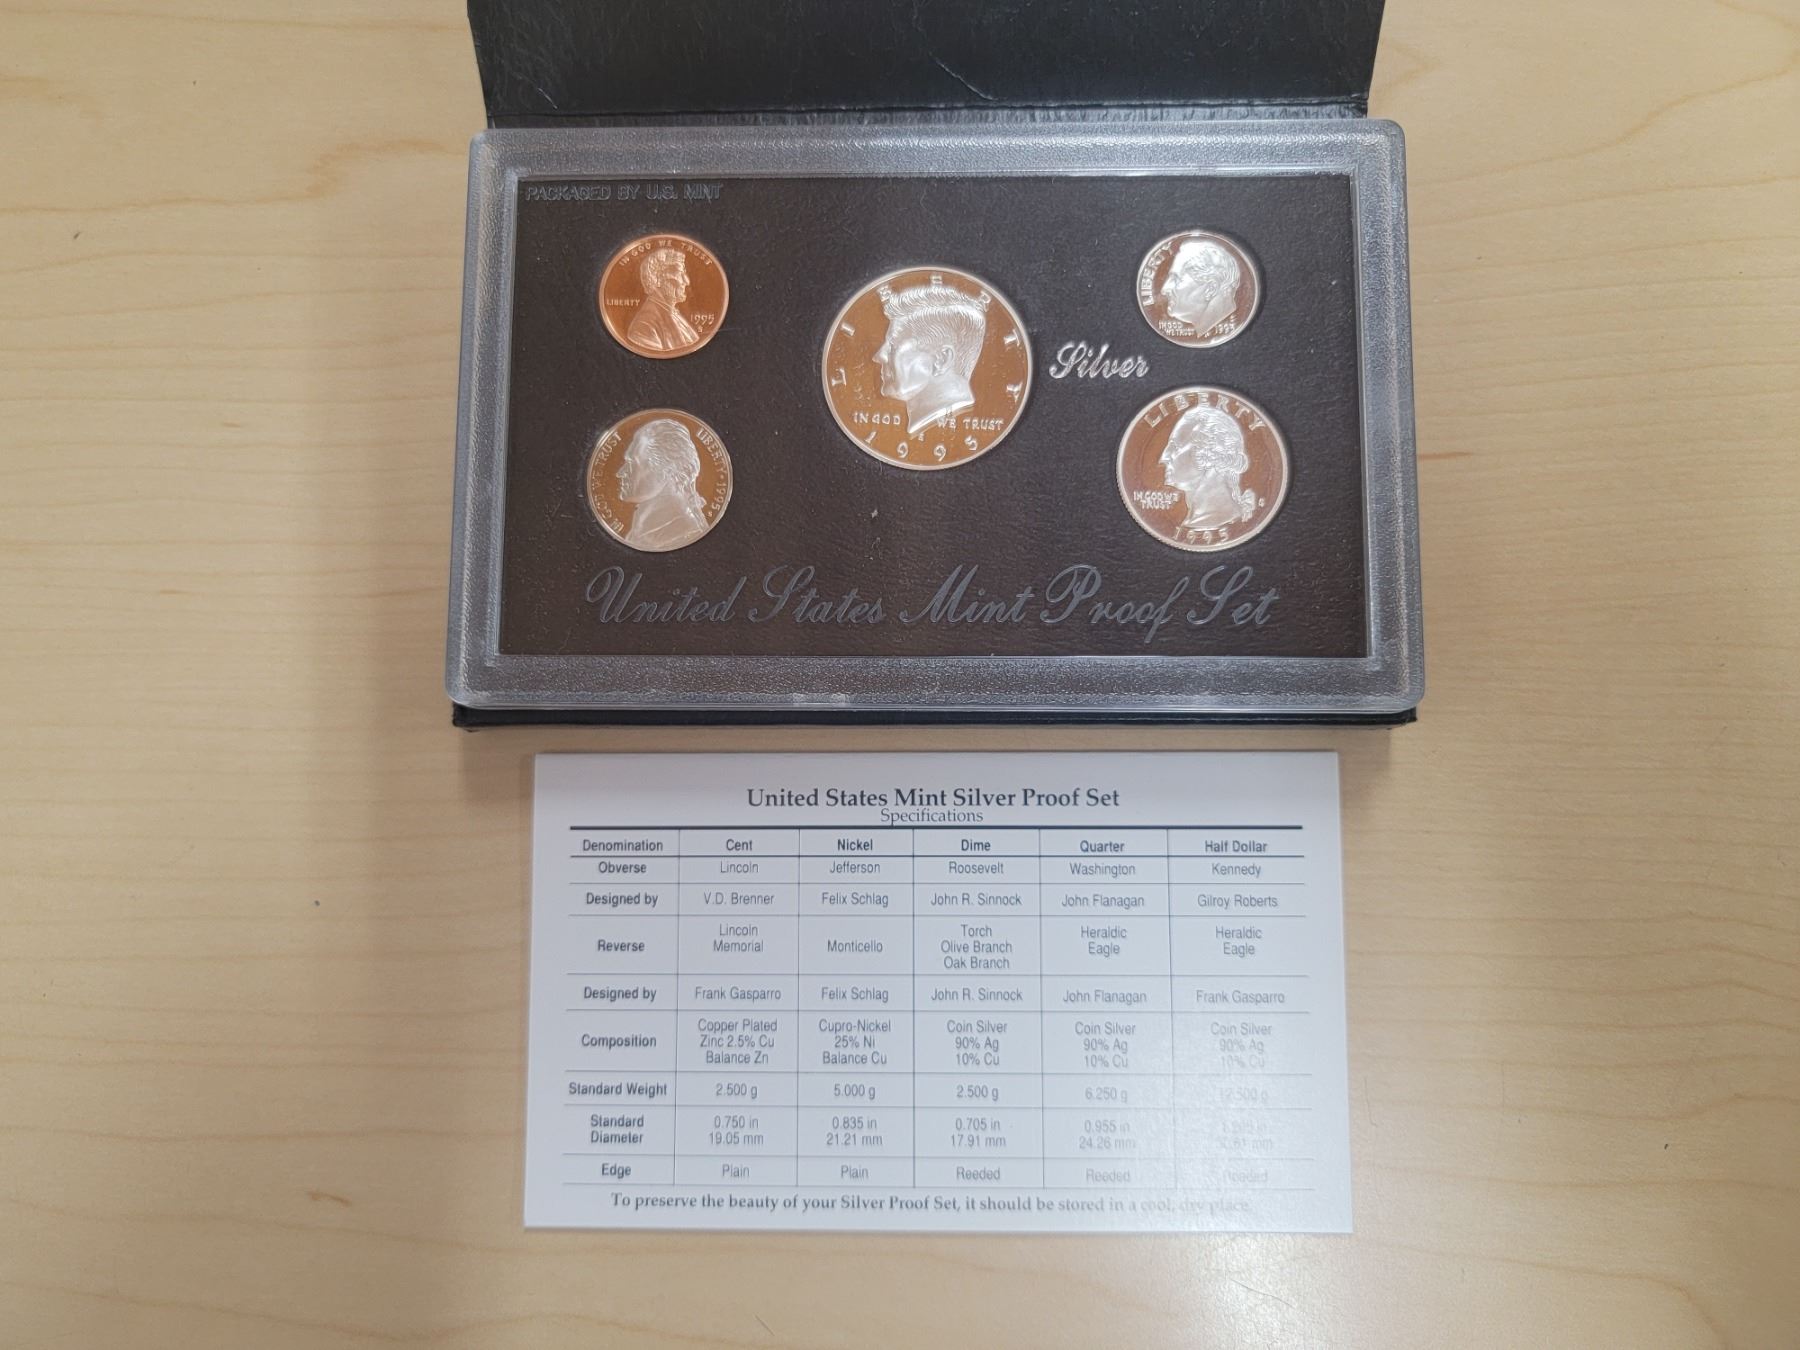 PACKAGED BY U.S. MINT
IN GOD WE TRUST
LIBERTY
1995
S
LIBERTY
IN GOD WE TRUST
1995
LIBERTY
IN GOD
WE TRUST
1995
Silver
IN GOD WE TRUST
LIBERTY · 1995
S
LIBERTY
IN GOD WE
TRUST
S
1995
United States Mint Proof Set
United States Mint Silver Proof Set
Specifications
Denomination Cent Nickel Dime Quarter Half Dollar
Obverse Lincoln Jefferson Roosevelt Washington Kennedy
Designed by V.D. Brenner Felix Schlag John R. Sinnock John Flanagan Gilroy Roberts
Reverse Lincoln Memorial Monticello Torch Olive Branch Oak Branch Heraldic Eagle Heraldic Eagle
Designed by Frank Gasparro Felix Schlag John R. Sinnock John Flanagan Frank Gasparro
Composition Copper Plated Zinc 2.5% Cu Balance Zn Cupro-Nickel 25% Ni Balance Cu Coin Silver 90% Ag 10% Cu Coin Silver 90% Ag 10% Cu Coin Silver 90% Ag 10% Cu
Standard Weight 2.500 g 5.000 g 2.500 g 6.250 g 12.500 g
Standard Diameter 0.750 in 19.05 mm 0.835 in 21.21 mm 0.705 in 17.91 mm 0.955 in 24.26 mm
Edge Plain Plain Reeded Reeded Reeded
To preserve the beauty of your Silver Proof Set, it should be stored in a cool, dry place.